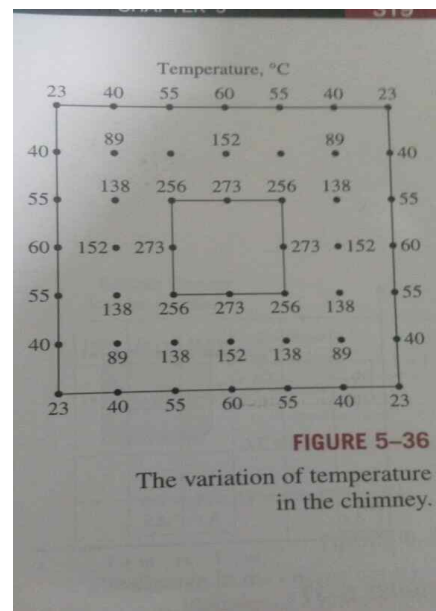 CHAPTER 5
319
Temperature, °C
23 40 55 60 55 40 23
89 152 89
40 40
138 256 273 256 138
55 55
60 152 273 273 152 60
55 55
138 256 273 256 138
40 40
89 138 152 138 89
23 40 55 60 55 40 23
FIGURE 5–36
The variation of temperature
in the chimney.